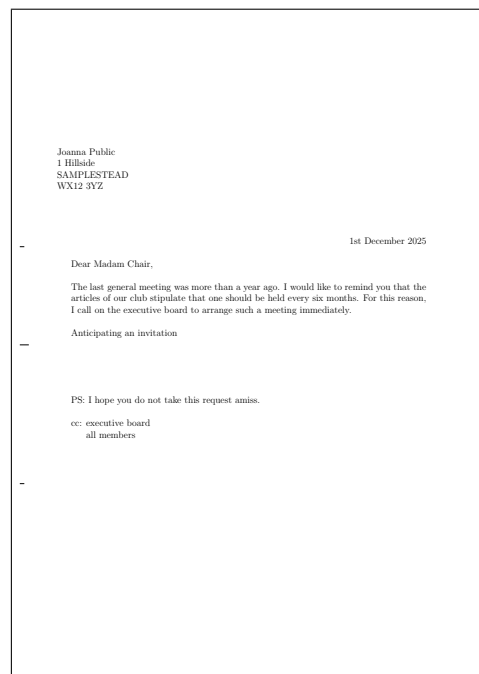 Joanna Public
1 Hillside
SAMPLESTEAD
WX12 3YZ
1st December 2025
Dear Madam Chair,
The last general meeting was more than a year ago. I would like to remind you that the
articles of our club stipulate that one should be held every six months. For this reason,
I call on the executive board to arrange such a meeting immediately.
Anticipating an invitation
PS: I hope you do not take this request amiss.
cc: executive board
all members